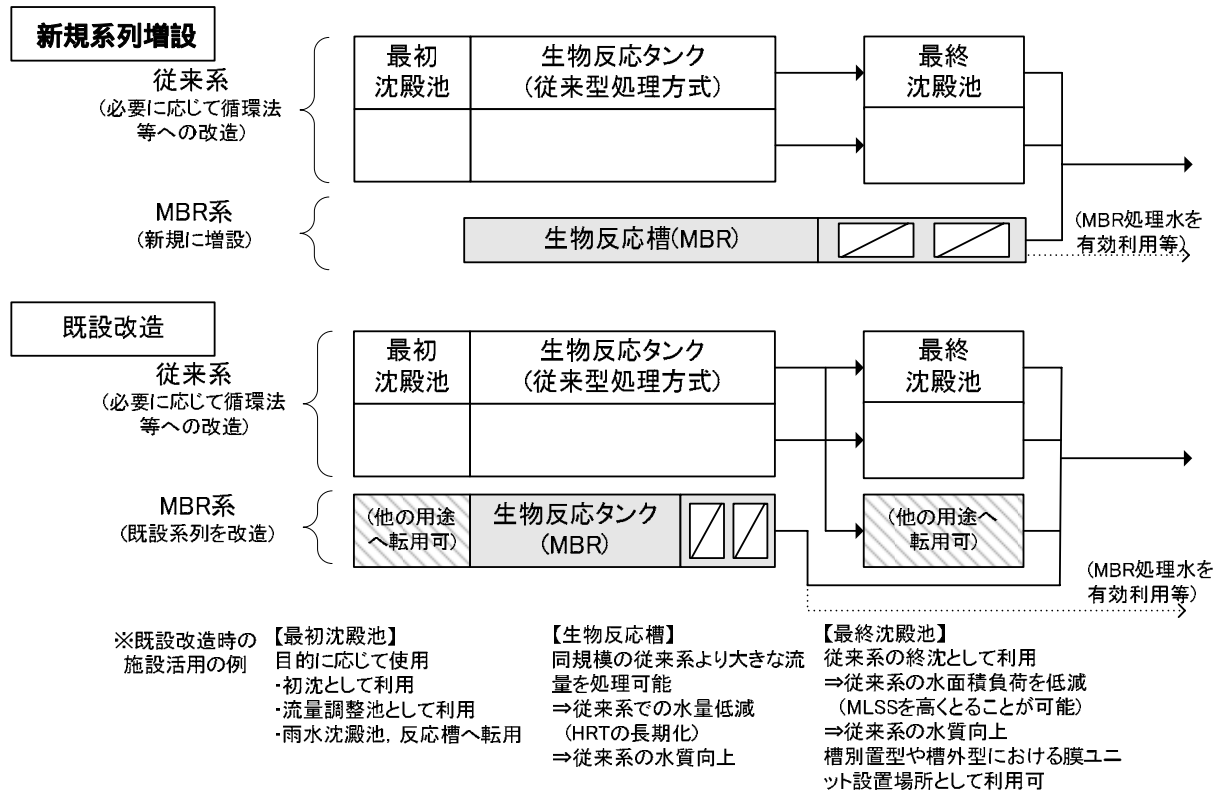 新規系列増設
従来系
(必要に応じて循環法
等への改造)
最初
沈殿池
生物反応タンク
(従来型処理方式)
最終
沈殿池
MBR系
(新規に増設)
生物反応槽(MBR)
(MBR処理水を
有効利用等)
既設改造
従来系
(必要に応じて循環法
等への改造)
最初
沈殿池
生物反応タンク
(従来型処理方式)
最終
沈殿池
MBR系
(既設系列を改造)
(他の用途
へ転用可)
生物反応タンク
(MBR)
(他の用途へ
転用可)
(MBR処理水を
有効利用等)
※既設改造時の
施設活用の例
【最初沈殿池】
目的に応じて使用
・初沈として利用
・流量調整池として利用
・雨水沈澱池, 反応槽へ転用
【生物反応槽】
同規模の従来系より大きな流
量を処理可能
⇒従来系での水量低減
(HRTの長期化)
⇒従来系の水質向上
【最終沈殿池】
従来系の終沈として利用
⇒従来系の水面積負荷を低減
(MLSSを高くとることが可能)
⇒従来系の水質向上
槽別置型や槽外型における膜ユニ
ット設置場所として利用可